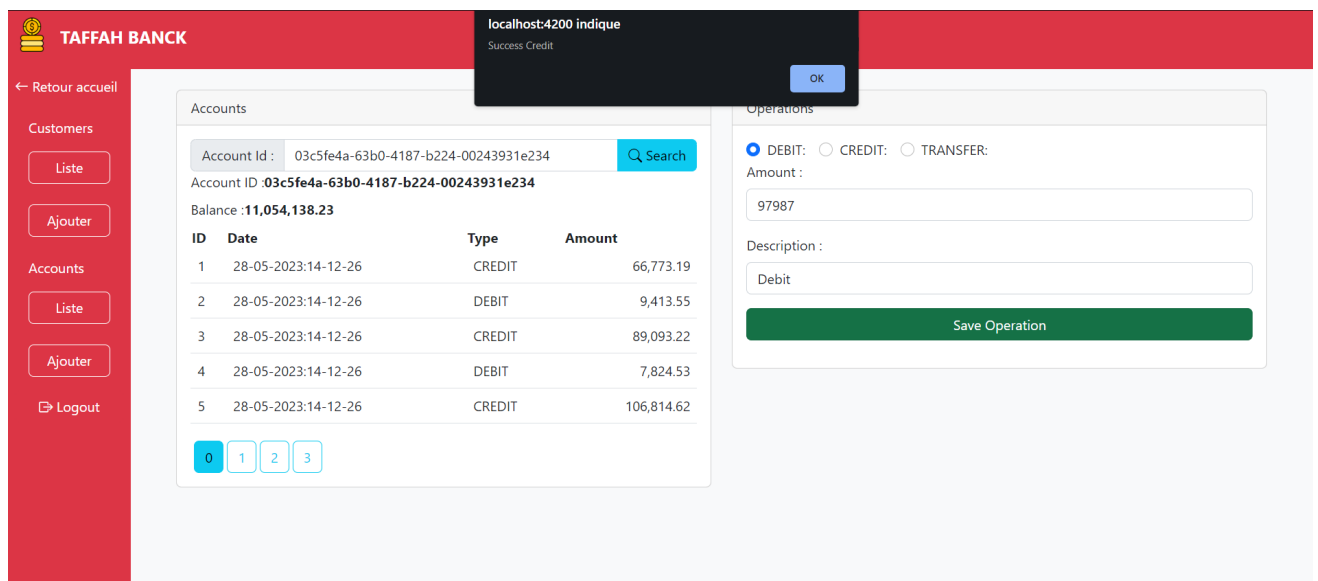 TAFFAH BANCK
localhost:4200 indique
Success Credit
OK
← Retour accueil
Customers
Liste
Ajouter
Accounts
Liste
Ajouter
Logout
Accounts
Account Id : 03c5fe4a-63b0-4187-b224-00243931e234 Search
Account ID :03c5fe4a-63b0-4187-b224-00243931e234
Balance :11,054,138.23
ID Date Type Amount
1 28-05-2023:14-12-26 CREDIT 66,773.19
2 28-05-2023:14-12-26 DEBIT 9,413.55
3 28-05-2023:14-12-26 CREDIT 89,093.22
4 28-05-2023:14-12-26 DEBIT 7,824.53
5 28-05-2023:14-12-26 CREDIT 106,814.62
0 1 2 3
Operations
DEBIT: CREDIT: TRANSFER:
Amount :
97987
Description :
Debit
Save Operation